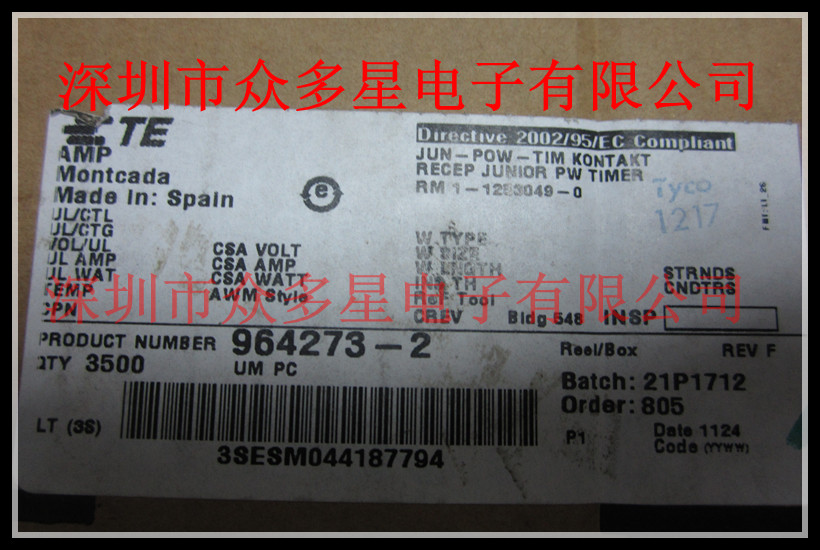 深圳市众多星电子有限公司
TE
AMP
Montcada
Made in: Spain
e
Directive 2002/95/EC Compliant
JUN-POW-TIM KONTAKT
RECEP JUNIOR PW TIMER
RM 1-1283049-0
Tyco
1217
UL/CTL
UL/CTG
VOL/UL
UL AMP
UL WAT
TEMP
CPN
CSA VOLT
CSA AMP
CSA WATT
AWM Style
W TYPE
W SIZE
W LENGTH
Ref Tool
CREV Bldg 548 INSP
STRNDS
CNDTRS
深圳市众多星电子有限公司
PRODUCT NUMBER 964273-2
Reel/Box REV F
QTY 3500 UM PC
Batch: 21P1712
Order: 805
LT (3S)
P1 Date 1124
Code (YYWW)
3SESM044187794